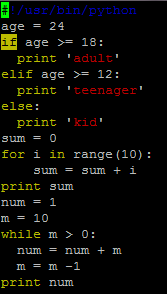 #!/usr/bin/python
age = 24
if age >= 18:
  print 'adult'
elif age >= 12:
  print 'teenager'
else:
  print 'kid'
sum = 0
for i in range(10):
    sum = sum + i
print sum
num = 1
m = 10
while m > 0:
  num = num + m
  m = m -1
print num